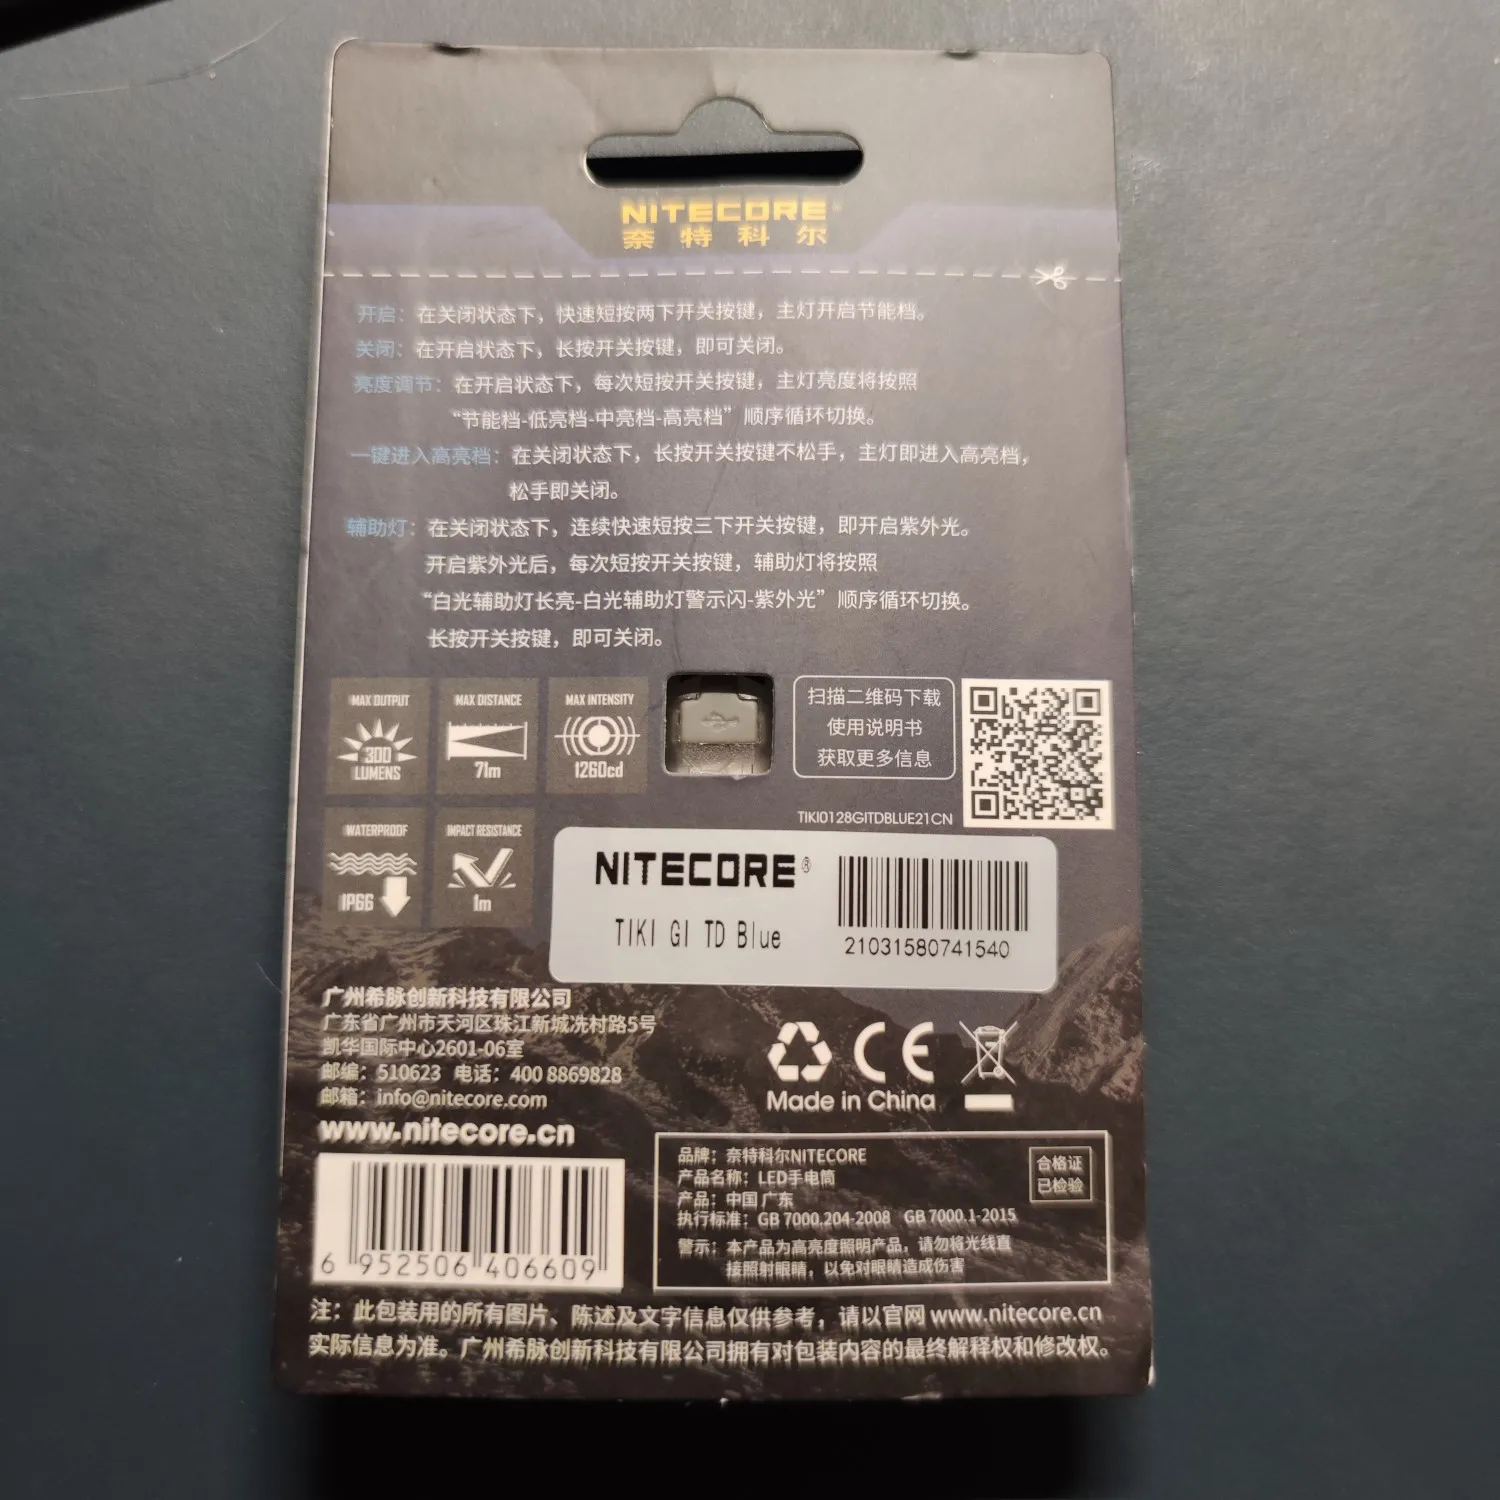 NITECORE®
奈特科尔
开启：在关闭状态下，快速短按两下开关按键，主灯开启节能档。
关闭：在开启状态下，长按开关按键，即可关闭。
亮度调节：在开启状态下，每次短按开关按键，主灯亮度将按照
“节能档-低亮档-中亮档-高亮档”顺序循环切换。
一键进入高亮档：在关闭状态下，长按开关按键不松手，主灯即进入高亮档，
松手即关闭。
辅助灯：在关闭状态下，连续快速短按三下开关按键，即开启紫外光。
开启紫外光后，每次短按开关按键，辅助灯将按照
“白光辅助灯长亮-白光辅助灯警示闪-紫外光”顺序循环切换。
长按开关按键，即可关闭。
MAX OUTPUT
300
LUMENS
MAX DISTANCE
71m
MAX INTENSITY
1260cd
扫描二维码下载
使用说明书
获取更多信息
TIKI0128GITDBLUE21CN
WATERPROOF
IP66
IMPACT RESISTANCE
1m
NITECORE®
TIKI GI TD Blue
21031580741540
广州希脉创新科技有限公司
广东省广州市天河区珠江新城冼村路5号
凯华国际中心2601-06室
邮编：510623 电话：400 8869828
邮箱：info@nitecore.com
www.nitecore.cn
CE
Made in China
6 952506 406609
品牌：奈特科尔NITECORE
产品名称：LED手电筒
产品：中国 广东
执行标准：GB 7000.204-2008 GB 7000.1-2015
警示：本产品为高亮度照明产品，请勿将光线直
接照射眼睛，以免对眼睛造成伤害
合格证
已检验
注：此包装用的所有图片、陈述及文字信息仅供参考，请以官网 www.nitecore.cn
实际信息为准。广州希脉创新科技有限公司拥有对包装内容的最终解释权和修改权。